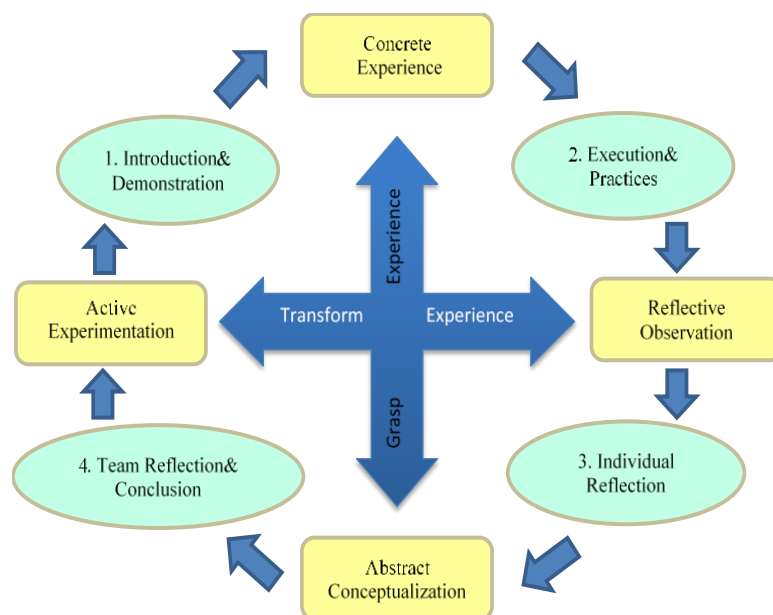 Concrete
Experience
1. Introduction&
Demonstration
2. Execution&
Practices
Experience
Active
Experimentation
Transform
Experience
Reflective
Observation
Grasp
4. Team Reflection&
Conclusion
3. Individual
Reflection
Abstract
Conceptualization